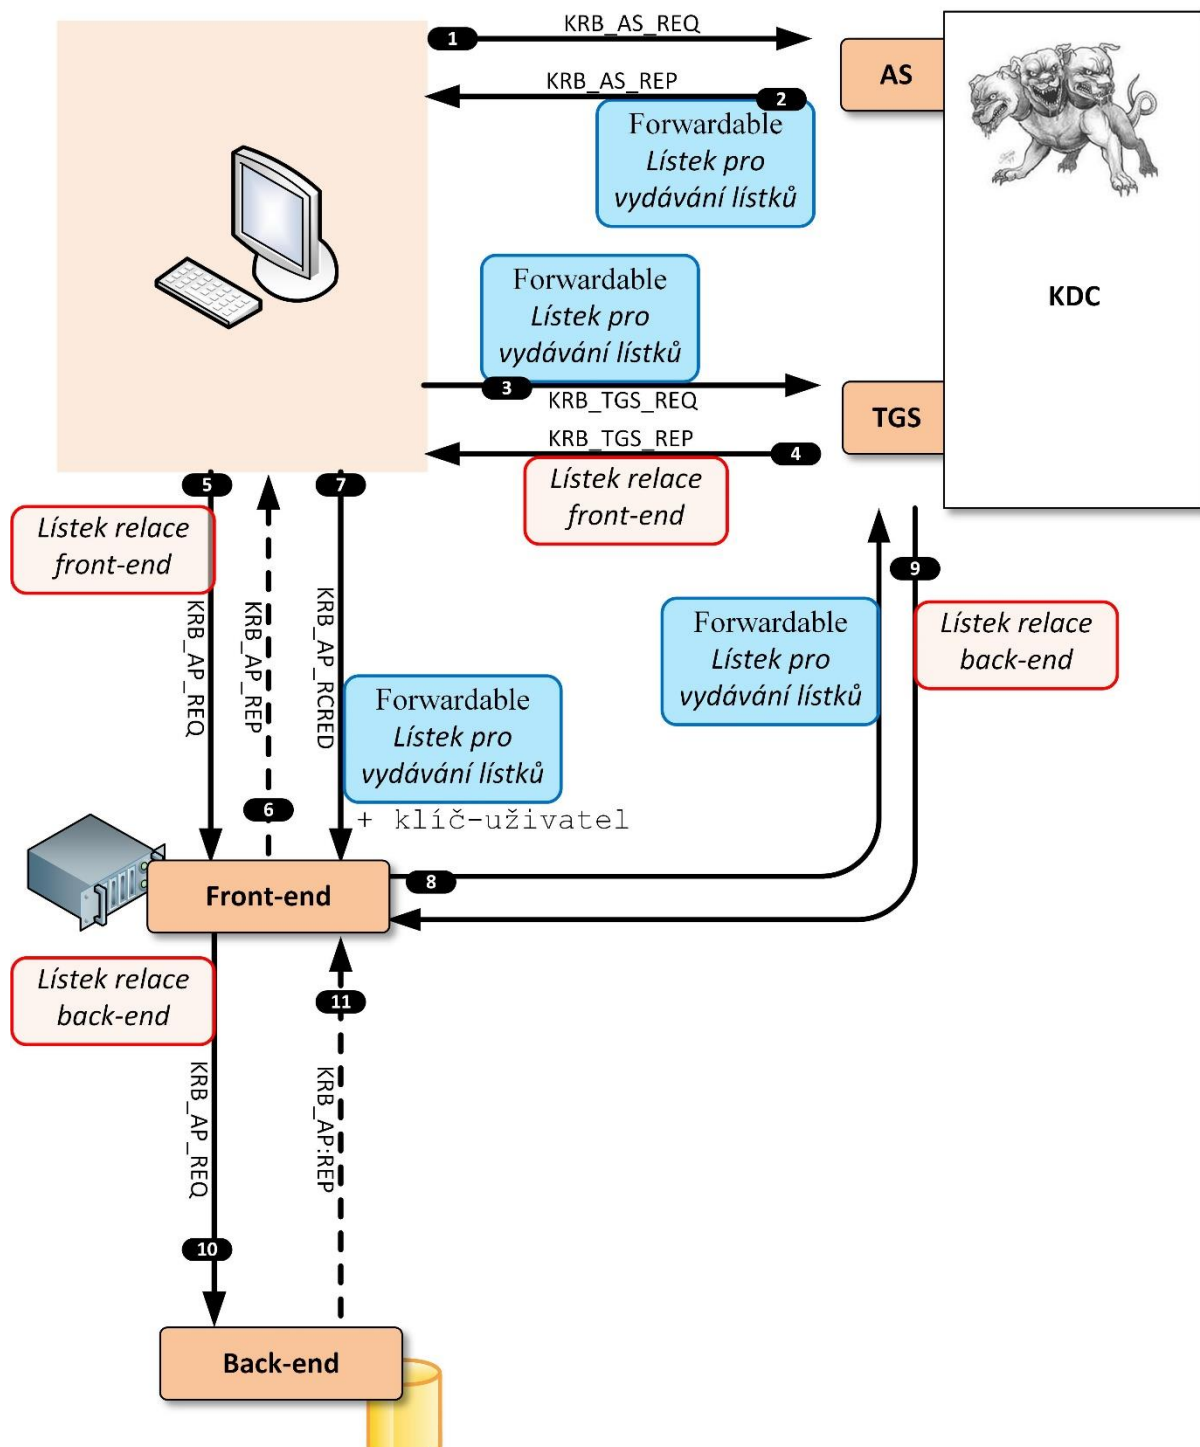 1
KRB_AS_REQ
AS
KRB_AS_REP
2
Forwardable
Lístek pro
vydávání lístků
KDC
Forwardable
Lístek pro
vydávání lístků
3
KRB_TGS_REQ
TGS
KRB_TGS_REP
4
Lístek relace
front-end
5
7
Lístek relace
front-end
KRB_AP_REQ
KRB_AP_REP
KRB_AP_RCRED
6
Forwardable
Lístek pro
vydávání lístků
+ klíč-uživatel
9
Forwardable
Lístek pro
vydávání lístků
Lístek relace
back-end
Front-end
8
Lístek relace
back-end
11
KRB_AP_REQ
KRB_AP:REP
10
Back-end